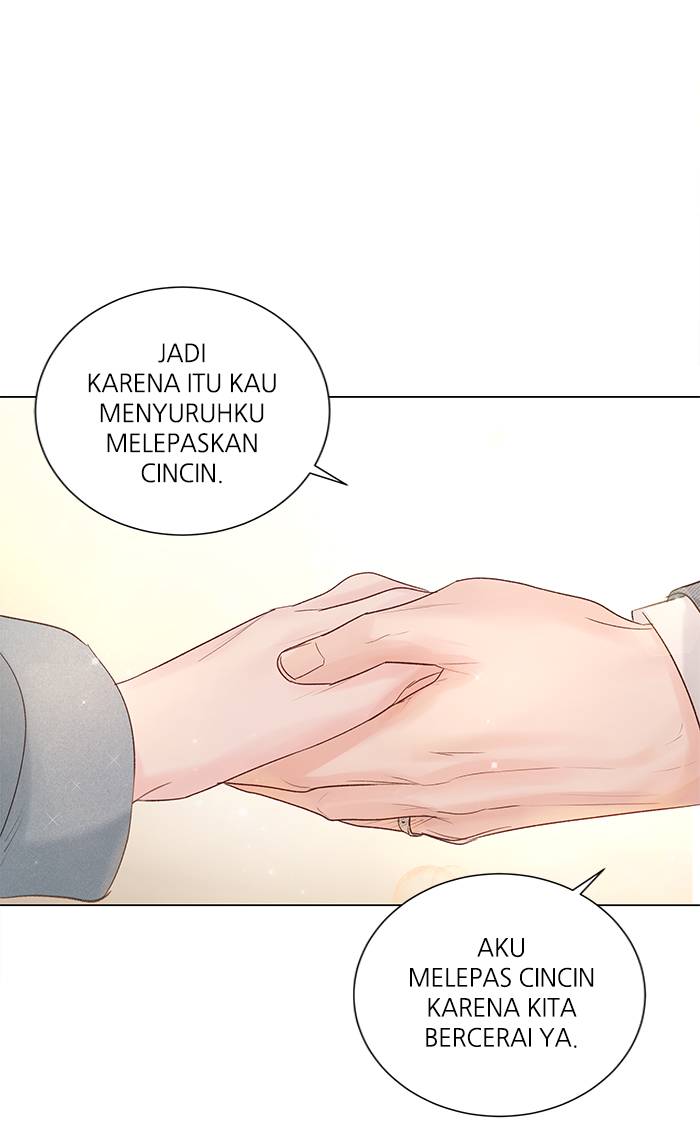 JADI
KARENA ITU KAU
MENYURUHKU
MELEPASKAN
CINCIN.
AKU
MELEPAS CINCIN
KARENA KITA
BERCERAI YA.